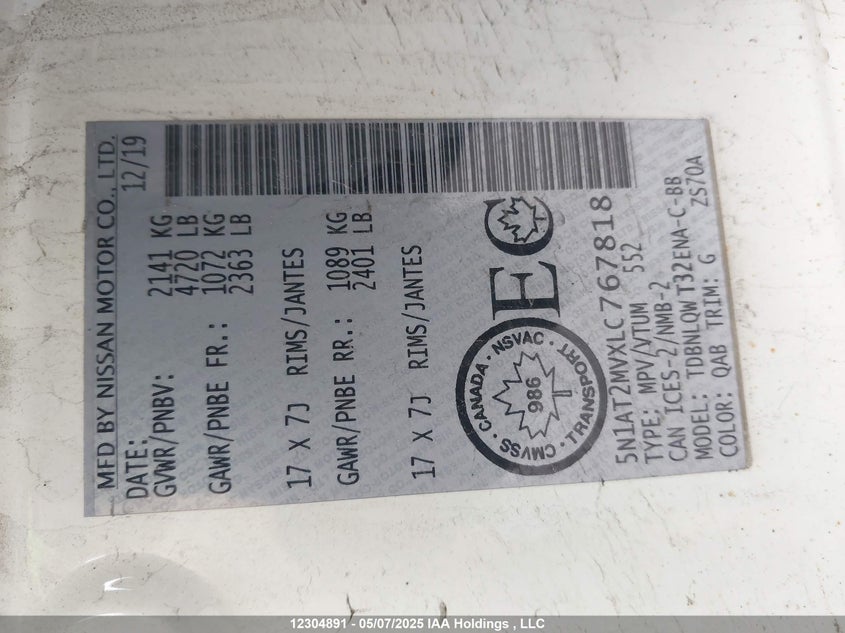 MFD BY NISSAN MOTOR CO., LTD.
DATE: 12/19
GVWR/PNBV: 2141 KG
4720 LB
GAWR/PNBE FR.: 1072 KG
2363 LB
17 X 7J RIMS/JANTES
GAWR/PNBE RR.: 1089 KG
2401 LB
17 X 7J RIMS/JANTES
CANADA · NSVAC · TRANSPORT · CMVSS ·
986
EC
5N1AT2MVXLC767818
TYPE: MPV/VTUM 552
CAN ICES-2/NMB-2
MODEL: TDBNLQWT32ENA-C-BB
COLOR: QAB TRIM: G ZS70A
12304891 - 05/07/2025 IAA Holdings , LLC